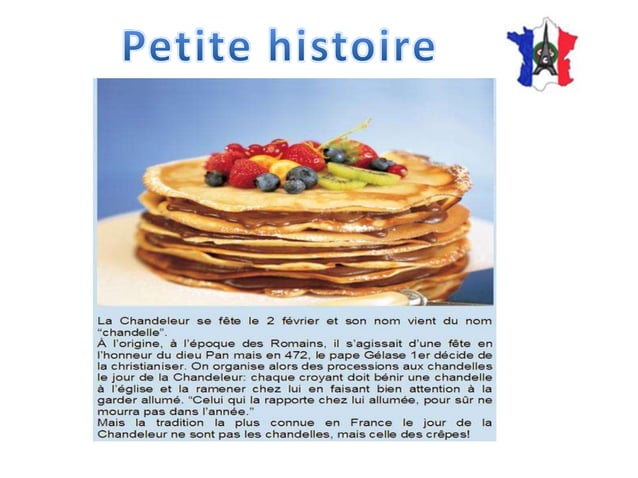 Petite histoire
La Chandeleur se fête le 2 février et son nom vient du nom
“chandelle”.
À l’origine, à l’époque des Romains, il s’agissait d’une fête en
l’honneur du dieu Pan mais en 472, le pape Gélase 1er décide de
la christianiser. On organise alors des processions aux chandelles
le jour de la Chandeleur: chaque croyant doit bénir une chandelle
à l’église et la ramener chez lui en faisant bien attention à la
garder allumé. “Celui qui la rapporte chez lui allumée, pour sûr ne
mourra pas dans l’année.”
Mais la tradition la plus connue en France le jour de la
Chandeleur ne sont pas les chandelles, mais celle des crêpes!